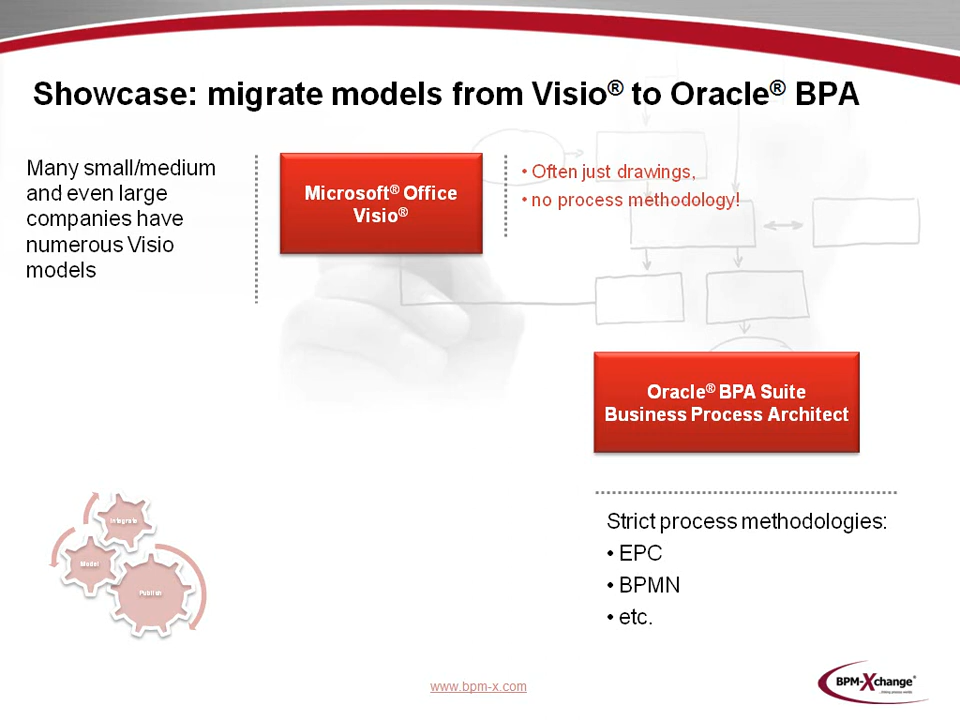 Showcase: migrate models from Visio® to Oracle® BPA
Many small/medium
and even large
companies have
numerous Visio
models
Microsoft® Office
Visio®
• Often just drawings,
• no process methodology!
Oracle® BPA Suite
Business Process Architect
Integrate
Model
Publish
Strict process methodologies:
• EPC
• BPMN
• etc.
www.bpm-x.com
BPM-Xchange®